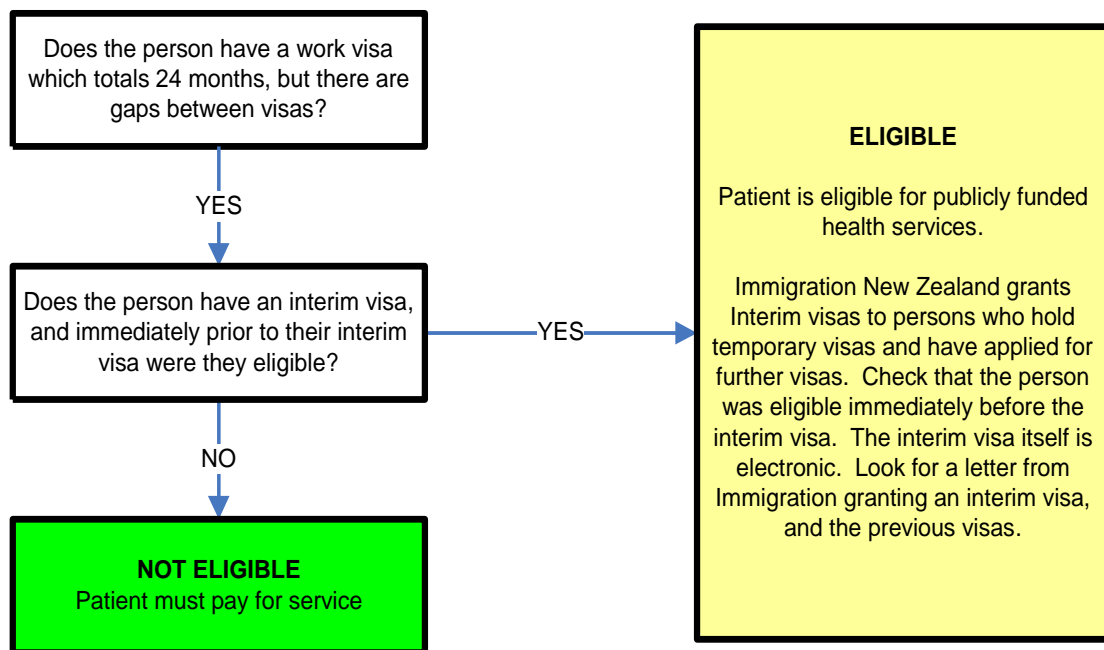 Does the person have a work visa
which totals 24 months, but there are
gaps between visas?
YES
Does the person have an interim visa,
and immediately prior to their interim
visa were they eligible?
YES
NO
NOT ELIGIBLE
Patient must pay for service
ELIGIBLE
Patient is eligible for publicly funded
health services.
Immigration New Zealand grants
Interim visas to persons who hold
temporary visas and have applied for
further visas.  Check that the person
was eligible immediately before the
interim visa.  The interim visa itself is
electronic.  Look for a letter from
Immigration granting an interim visa,
and the previous visas.